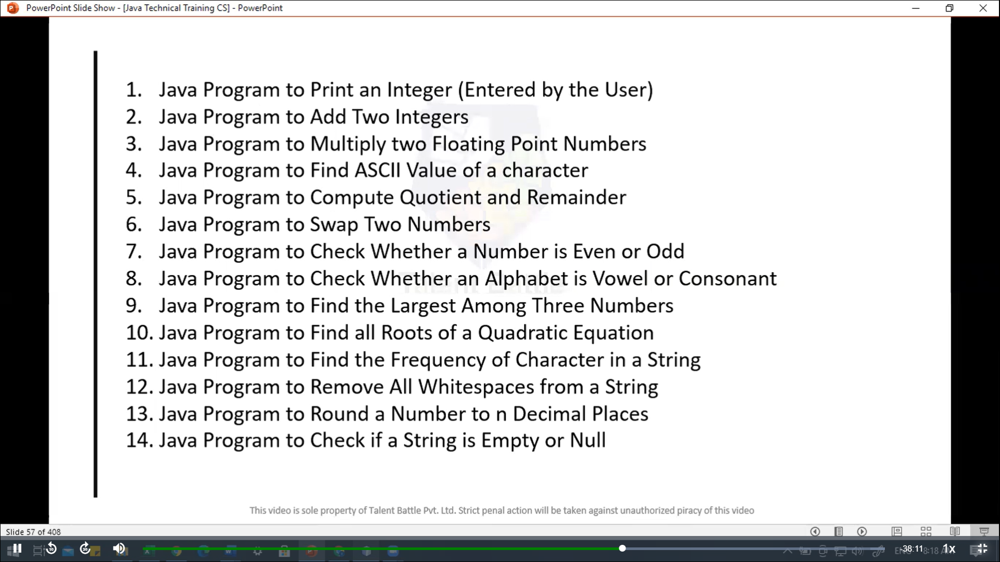 PowerPoint Slide Show - [Java Technical Training CS] - PowerPoint
1. Java Program to Print an Integer (Entered by the User)
2. Java Program to Add Two Integers
3. Java Program to Multiply two Floating Point Numbers
4. Java Program to Find ASCII Value of a character
5. Java Program to Compute Quotient and Remainder
6. Java Program to Swap Two Numbers
7. Java Program to Check Whether a Number is Even or Odd
8. Java Program to Check Whether an Alphabet is Vowel or Consonant
Talent Battle
9. Java Program to Find the Largest Among Three Numbers
10. Java Program to Find all Roots of a Quadratic Equation
11. Java Program to Find the Frequency of Character in a String
12. Java Program to Remove All Whitespaces from a String
13. Java Program to Round a Number to n Decimal Places
14. Java Program to Check if a String is Empty or Null
This video is sole property of Talent Battle Pvt. Ltd. Strict penal action will be taken against unauthorized piracy of this video
Slide 57 of 408
10 30 -38:11 1x